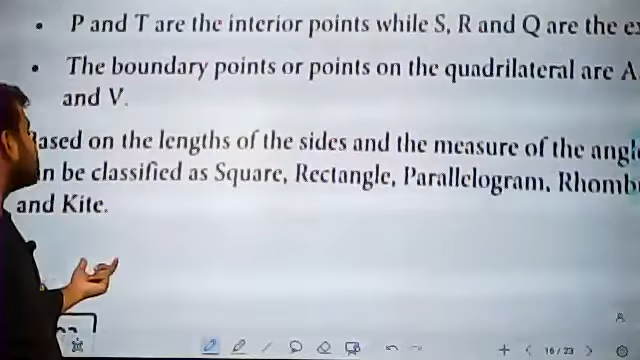 • P and T are the interior points while S, R and Q are the
• The boundary points or points on the quadrilateral are A
and V.
ased on the lengths of the sides and the measure of the
n be classified as Square, Rectangle, Parallelogram,
and Kite.
16 / 23